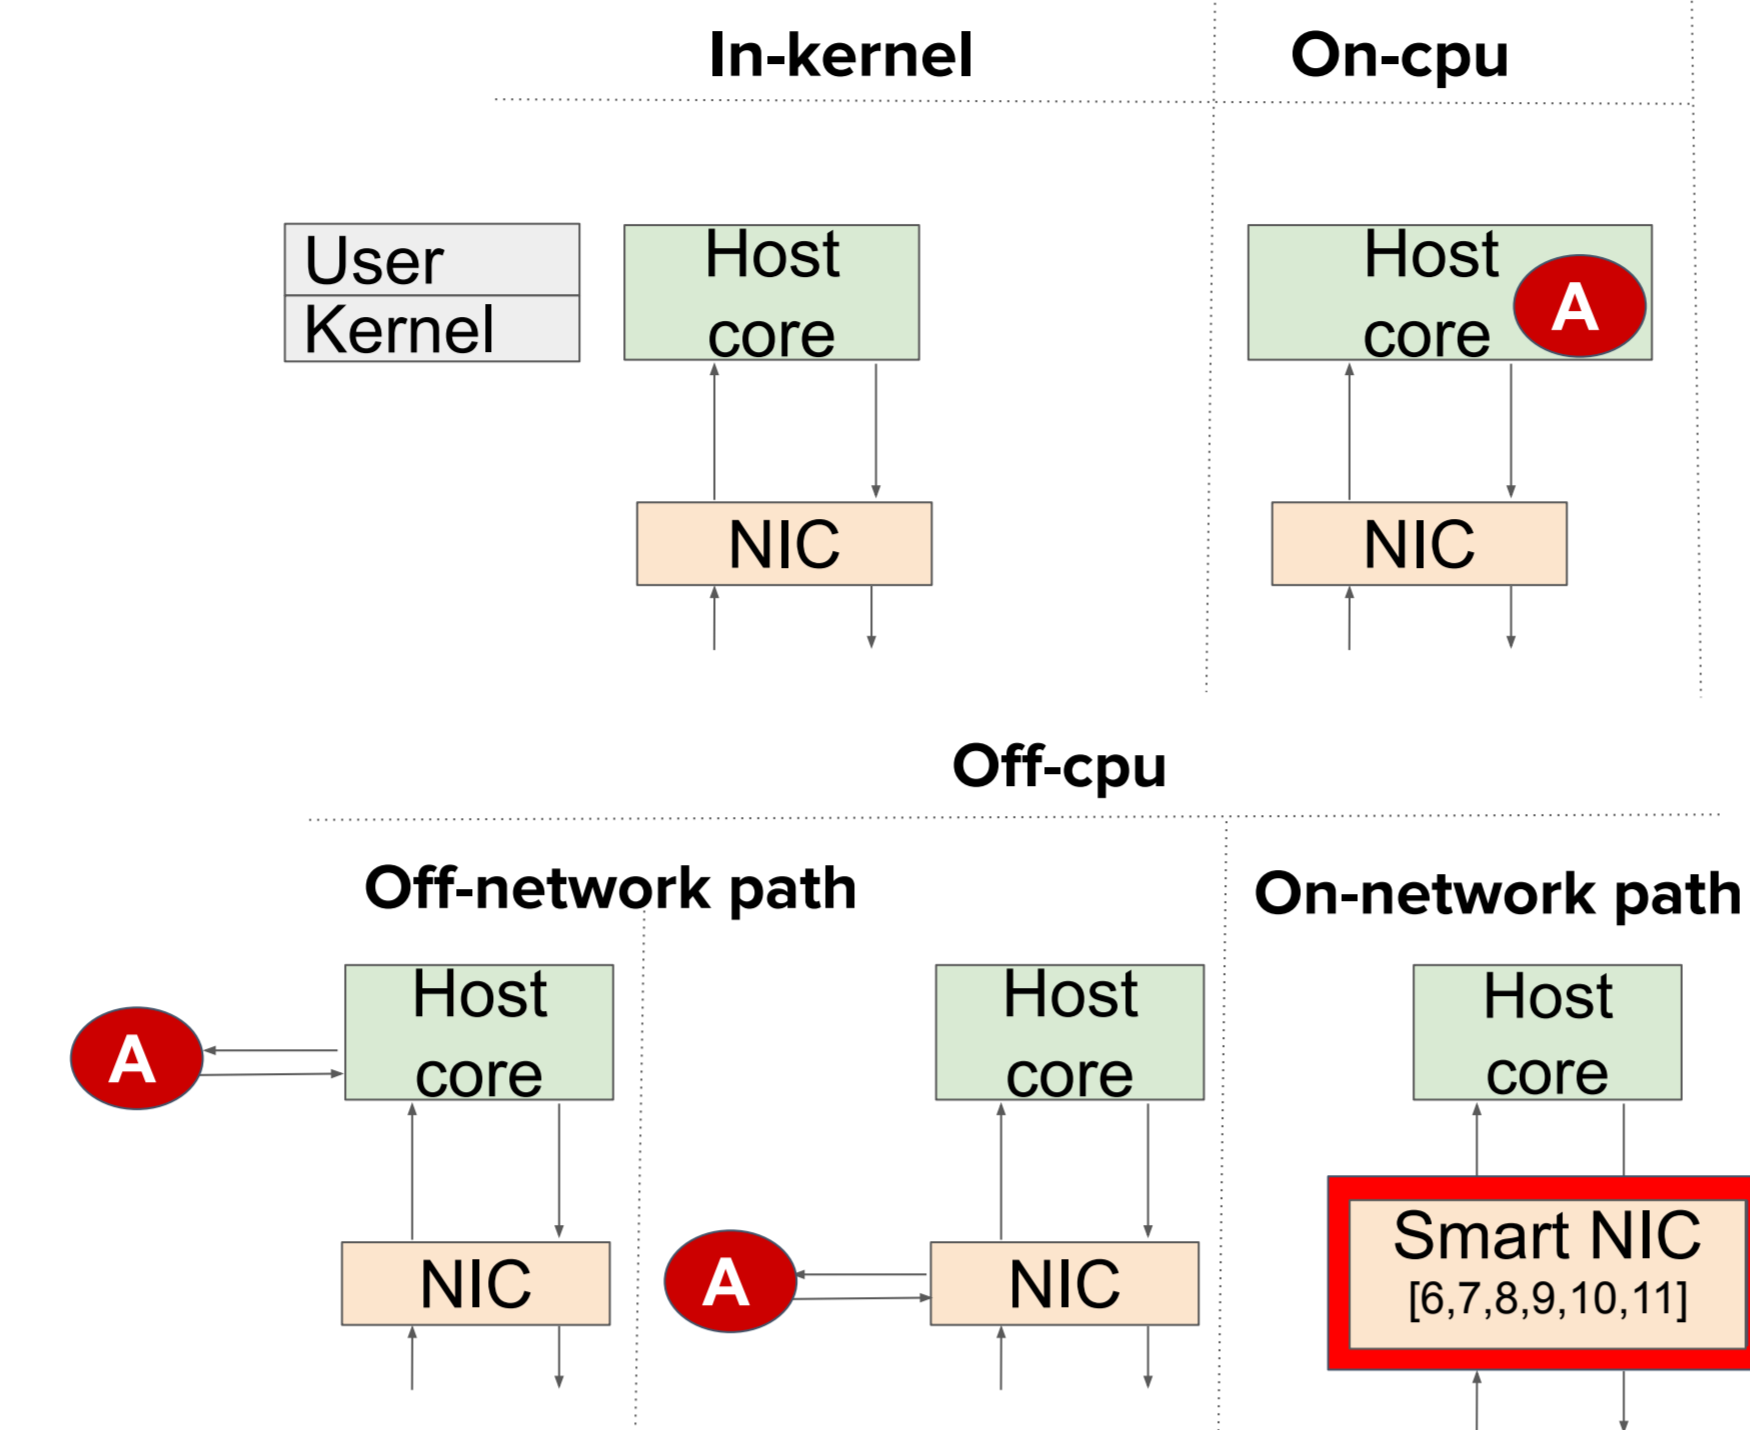 In-kernel
On-cpu
User
Kernel
Host
core
Host
core
A
NIC
NIC
Off-cpu
Off-network path
On-network path
A
Host
core
Host
core
Host
core
NIC
A
NIC
Smart NIC
[6,7,8,9,10,11]